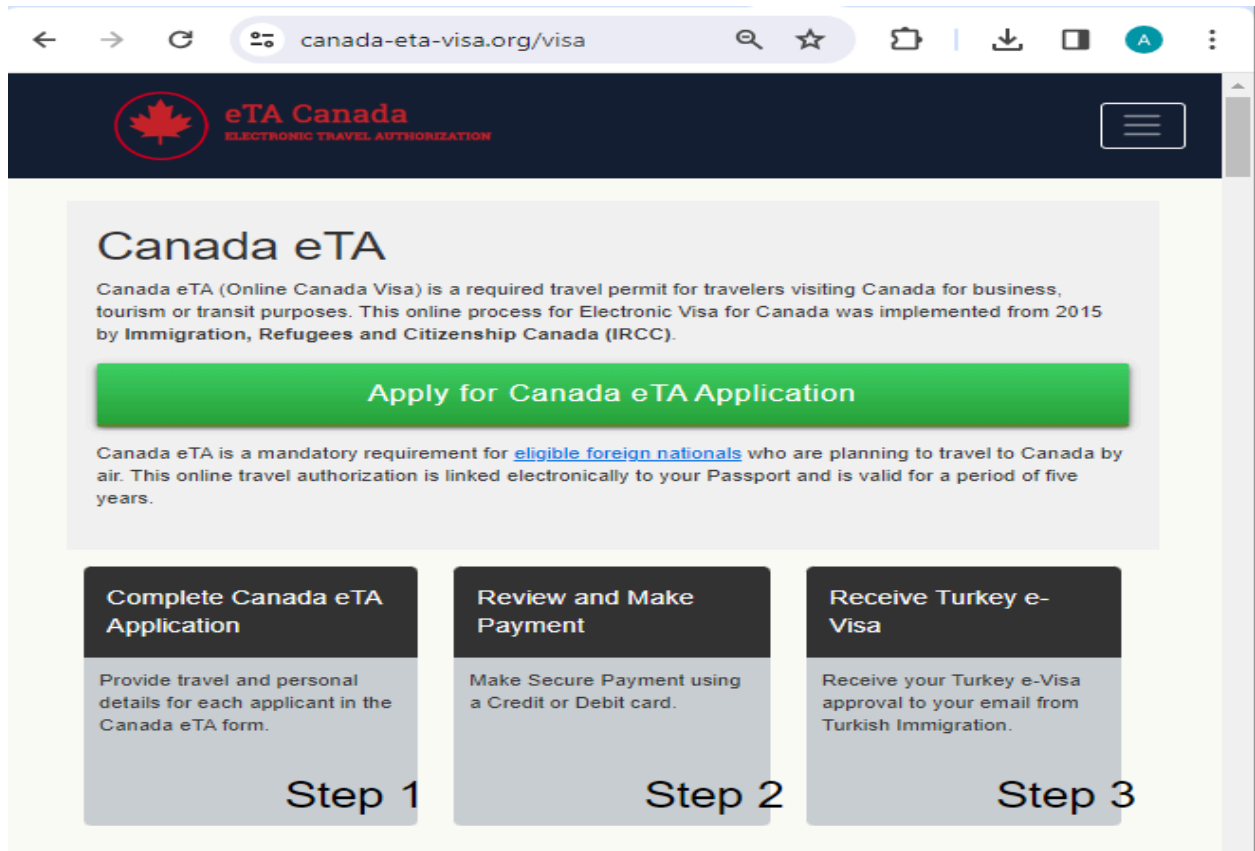 canada-eta-visa.org/visa
A
eTA Canada
ELECTRONIC TRAVEL AUTHORIZATION
Canada eTA
Canada eTA (Online Canada Visa) is a required travel permit for travelers visiting Canada for business,
tourism or transit purposes. This online process for Electronic Visa for Canada was implemented from 2015
by Immigration, Refugees and Citizenship Canada (IRCC).
Apply for Canada eTA Application
Canada eTA is a mandatory requirement for eligible foreign nationals who are planning to travel to Canada by
air. This online travel authorization is linked electronically to your Passport and is valid for a period of five
years.
Complete Canada eTA
Application
Provide travel and personal
details for each applicant in the
Canada eTA form.
Step 1
Review and Make
Payment
Make Secure Payment using
a Credit or Debit card.
Step 2
Receive Turkey e-
Visa
Receive your Turkey e-Visa
approval to your email from
Turkish Immigration.
Step 3